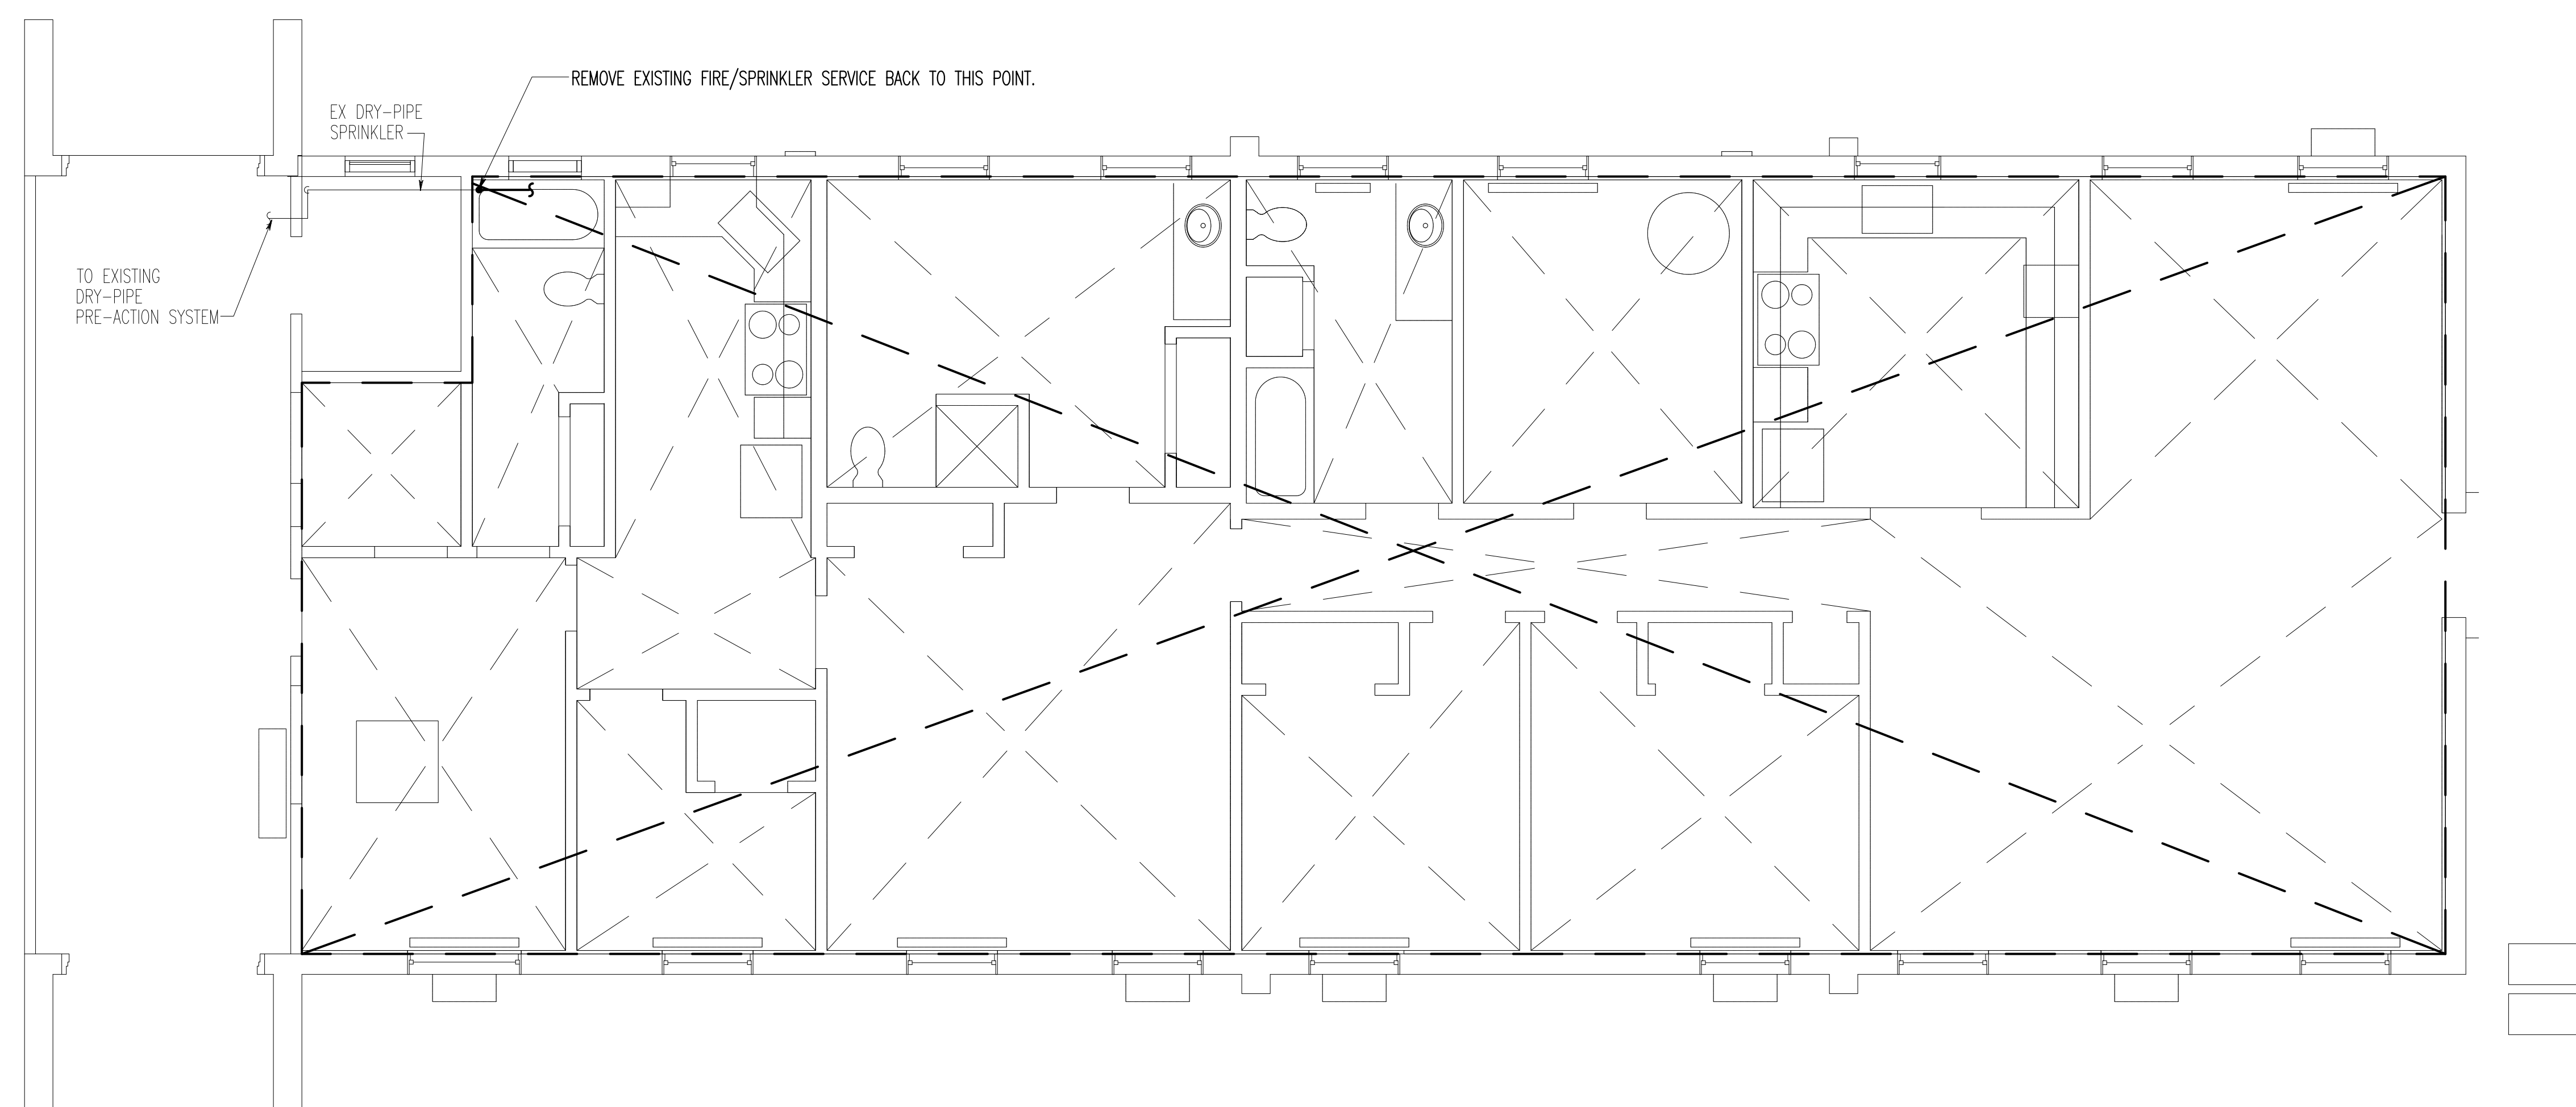 REMOVE EXISTING FIRE/SPRINKLER SERVICE BACK TO THIS POINT.
EX DRY-PIPE
SPRINKLER
TO EXISTING
DRY-PIPE
PRE-ACTION SYSTEM